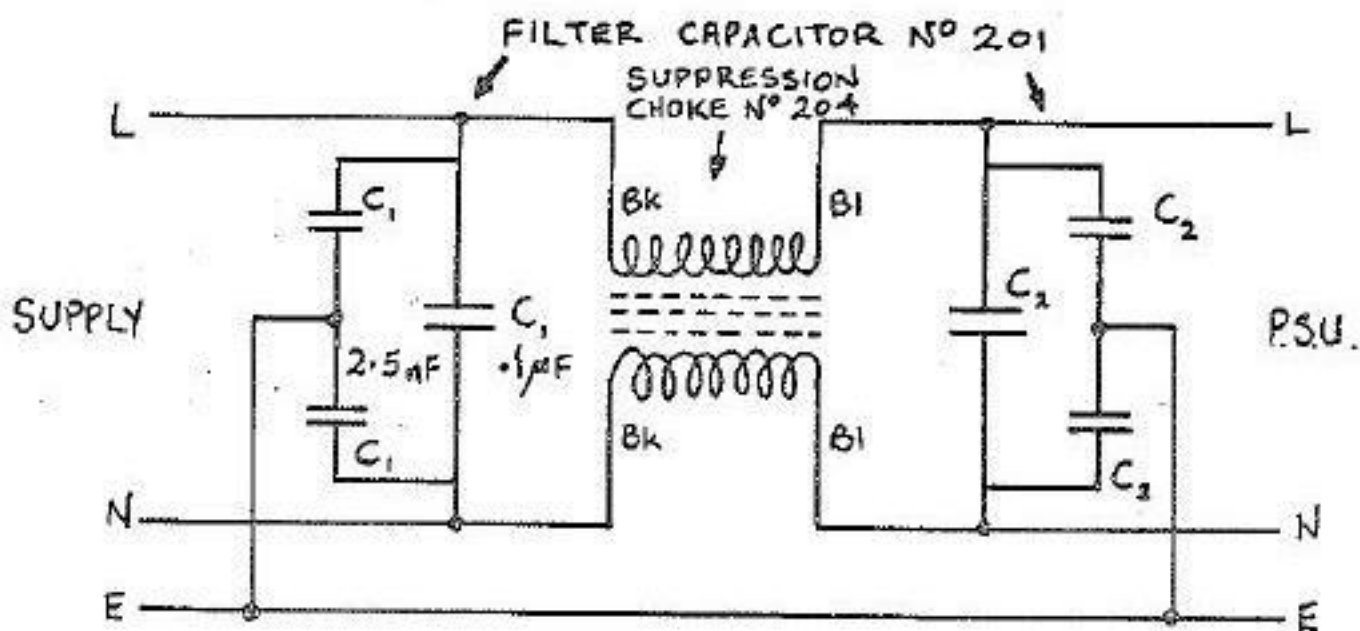 FILTER CAPACITOR Nº 201
SUPPRESSION
CHOKE Nº 204
L
L
Bk
Bl
C₁
C₂
SUPPLY
C₁
C₂
P.S.U.
2.5nF
.1µF
C₁
Bk
Bl
C₂
N
N
E
E